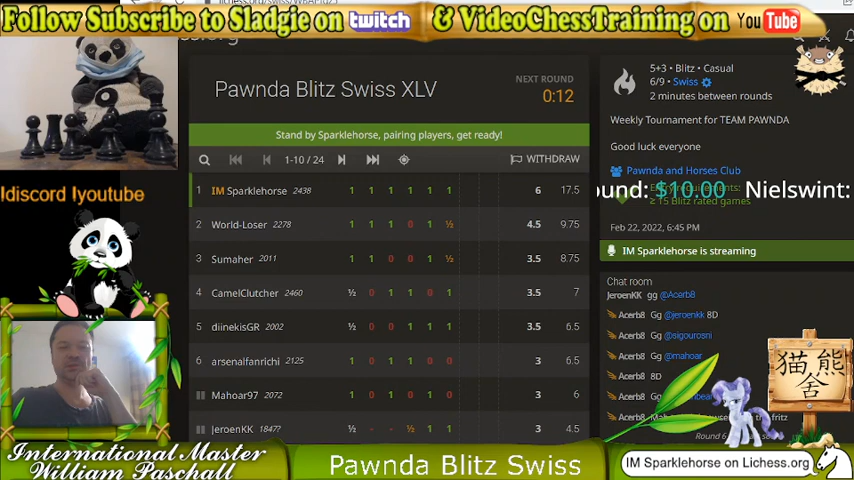 Follow Subscribe to Sladgie on twitch & VideoChessTraining on YouTube
Pawnda Blitz Swiss XLV
NEXT ROUND
0:12
Stand by Sparklehorse, pairing players, get ready!
1-10 / 24
WITHDRAW
1 IM Sparklehorse 2438 1 1 1 1 1 1 6 17.5
2 World-Loser 2278 1 1 1 0 1 ½ 4.5 9.75
3 Sumaher 2011 1 1 0 0 1 ½ 3.5 8.75
4 CamelClutcher 2460 ½ 0 1 1 0 1 3.5 7
5 diinekisGR 2002 ½ 0 0 1 1 1 3.5 6.5
6 arsenalfanrichi 2125 1 0 1 1 0 0 3 6.5
Mahoar97 2072 1 0 1 0 1 0 3 6
JeroenKK 1847? ½ - - ½ 1 1 3 4.5
5+3 • Blitz • Casual
6/9 • Swiss
2 minutes between rounds
Weekly Tournament for TEAM PAWNDA
Good luck everyone
Pawnda and Horses Club
ound: $10.00 Nielswint:
≥ 15 Blitz rated games
Feb 22, 2022, 6:45 PM
IM Sparklehorse is streaming
Chat room
JeroenKK gg @Acerb8
Acerb8 Gg @jeroenkk 8D
Acerb8 Gg @sigourosni
Acerb8 Gg @mahoar
Acerb8 8D
Acerb8 Gg
Acerb8
fritz
Round 6
!discord !youtube
猫熊
舍
International Master
William Paschall
Pawnda Blitz Swiss
IM Sparklehorse on Lichess.org